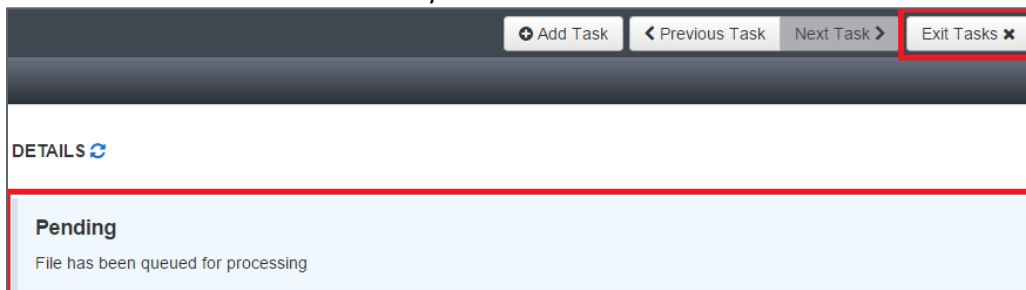 Add Task Previous Task Next Task Exit Tasks
DETAILS
Pending
File has been queued for processing